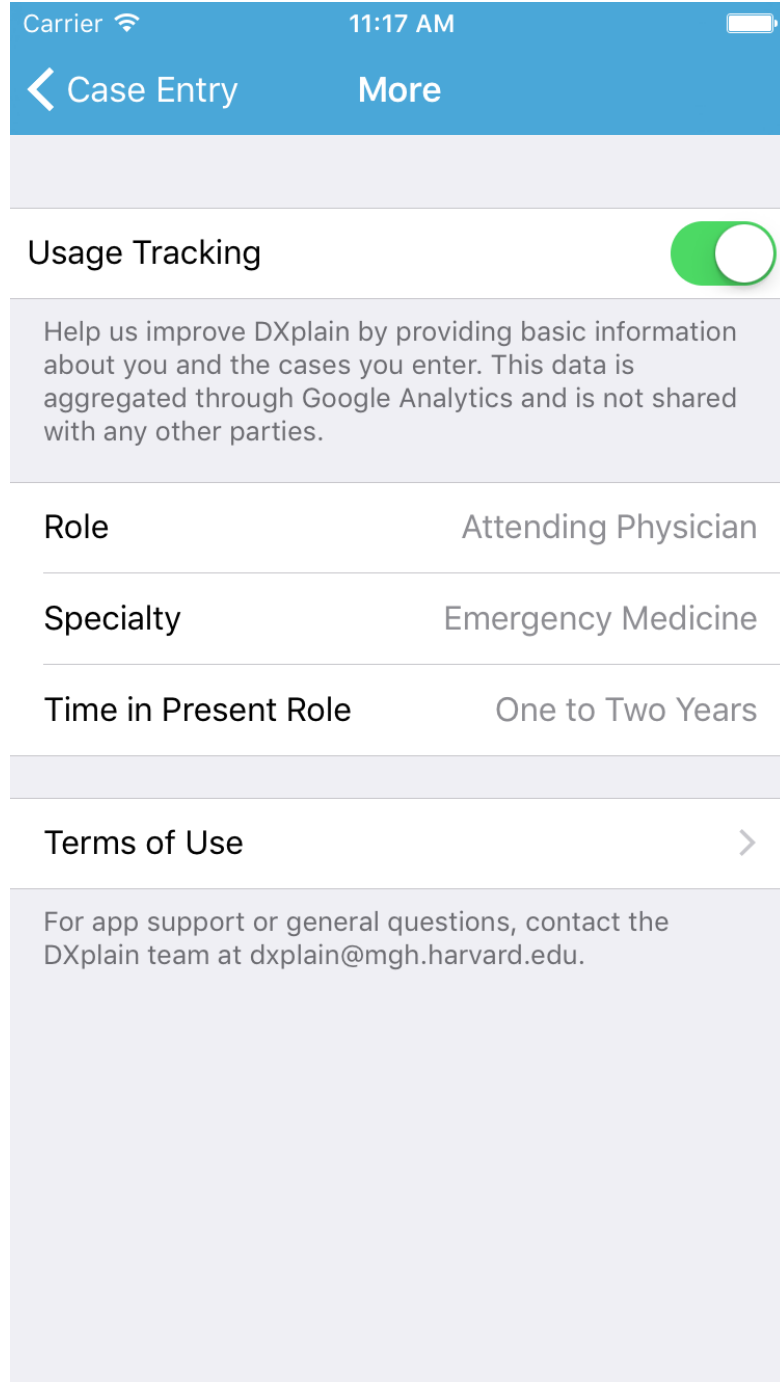 Carrier 11:17 AM
Case Entry More
Usage Tracking
Help us improve DXplain by providing basic information
about you and the cases you enter. This data is
aggregated through Google Analytics and is not shared
with any other parties.
Role Attending Physician
Specialty Emergency Medicine
Time in Present Role One to Two Years
Terms of Use
For app support or general questions, contact the
DXplain team at dxplain@mgh.harvard.edu.